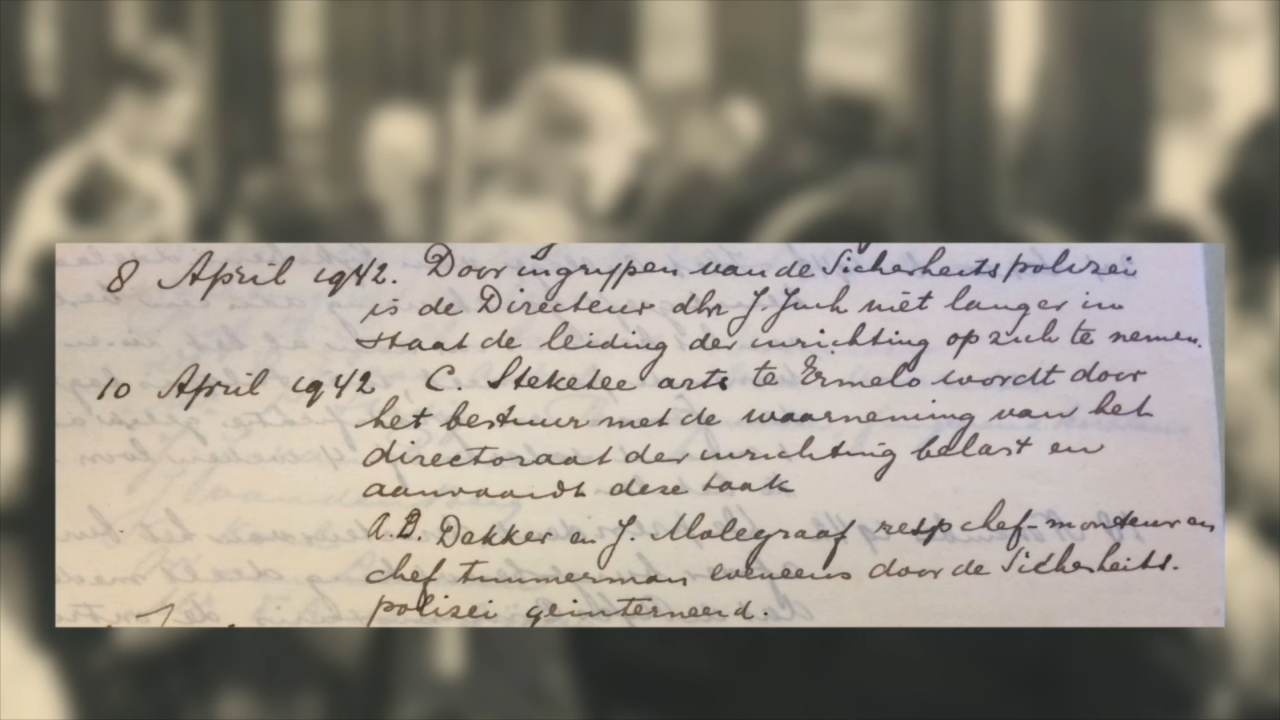 8 April 1942. Door ingrypen van de Sicherheitspolizei
is de Directeur dhr J. Juch niet langer in
staat de leiding der inrichting op zich te nemen.
10 April 1942 C. Steketee arts te Ermelo wordt door
het bestuur met de waarneming van het
directoraat der inrichting belast en
aanvaardt deze taak
A.B. Dekker en J. Molegraaf resp chef-monteur en
chef timmerman eveneens door de Sicherheits.
polizei geinterneerd.